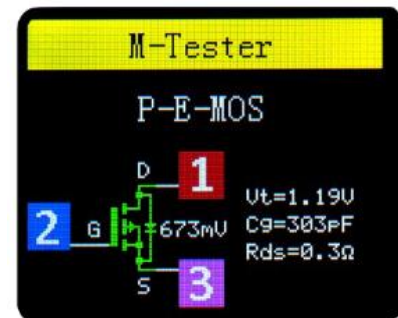 M-Tester
P-E-MOS
D
1
Vt=1.19V
2
G
673mV
Cg=303pF
Rds=0.3Ω
S
3